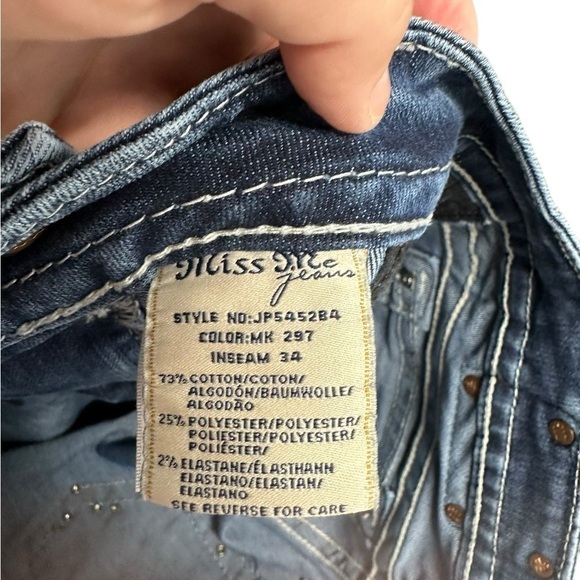 Miss Me
jeans
STYLE NO:JP5452B4
COLOR:MK 297
INSEAM 34
73% COTTON/COTON/
ALGODÓN/BAUMWOLLE/
ALGODÃO
25% POLYESTER/POLYESTER/
POLIESTER/POLYESTER/
POLIÉSTER/
2% ELASTANE/ÉLASTHANN
ELASTANO/ELASTAN/
ELASTANO
SEE REVERSE FOR CARE